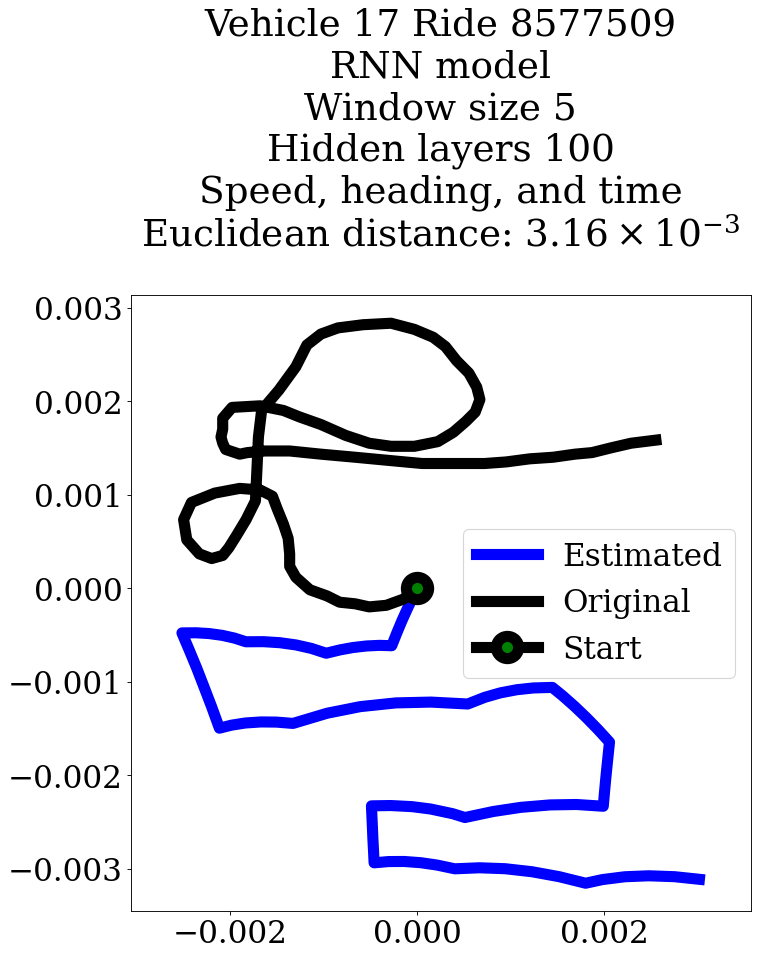 Vehicle 17 Ride 8577509
RNN model
Window size 5
Hidden layers 100
Speed, heading, and time
Euclidean distance: 3.16 × 10⁻³
0.003
0.002
0.001
0.000
−0.001
−0.002
−0.003
Estimated
Original
Start
−0.002 0.000 0.002